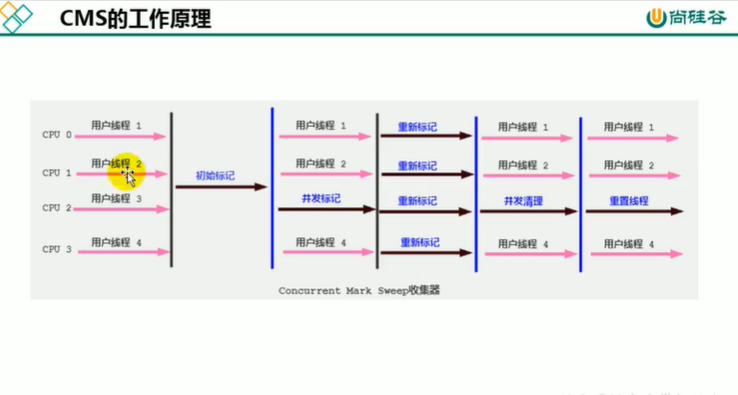 CMS的工作原理
尚硅谷
CPU 0 用户线程 1 用户线程 1 重新标记 用户线程 1 用户线程 1
CPU 1 用户线程 2 初始标记 用户线程 2 重新标记 用户线程 2 用户线程 2
CPU 2 用户线程 3 并发标记 重新标记 并发清理 重置线程
CPU 3 用户线程 4 用户线程 4 重新标记 用户线程 4 用户线程 4
Concurrent Mark Sweep收集器